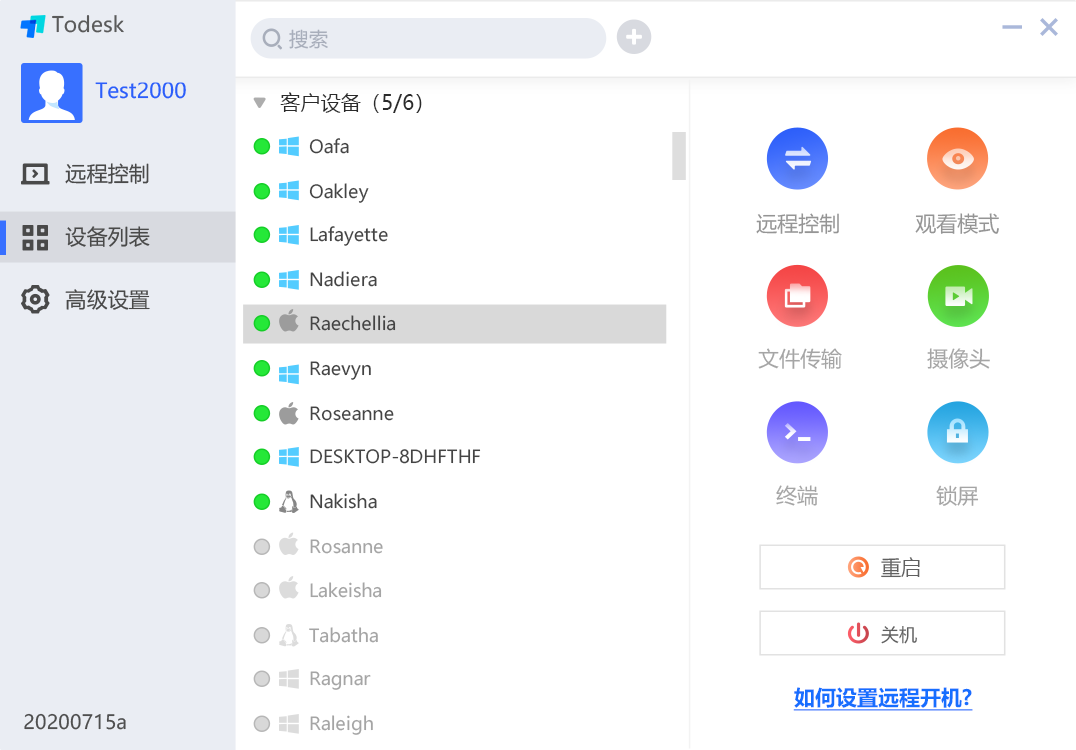 Todesk
Test2000
远程控制
设备列表
高级设置
20200715a
搜索
客户设备（5/6）
Oafa
Oakley
Lafayette
Nadiera
Raechellia
Raevyn
Roseanne
DESKTOP-8DHFTHF
Nakisha
Rosanne
Lakeisha
Tabatha
Ragnar
Raleigh
远程控制
观看模式
文件传输
摄像头
终端
锁屏
重启
关机
如何设置远程开机?